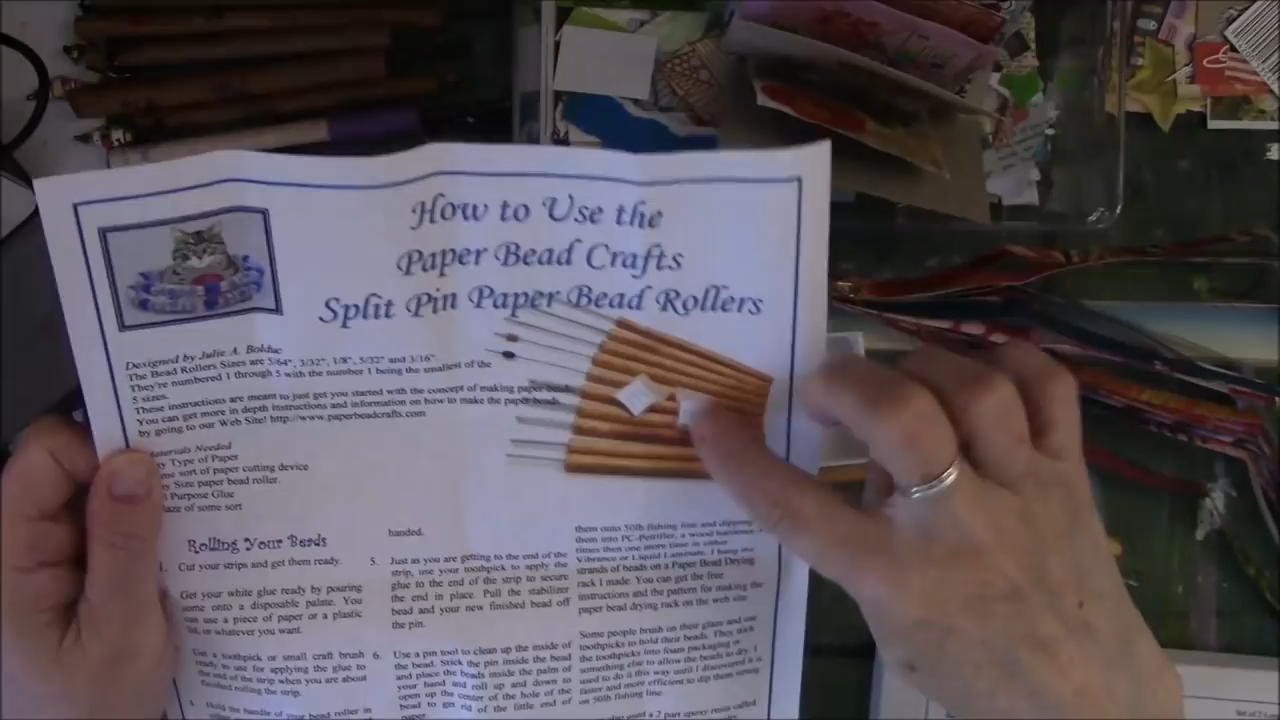 How to Use the
Paper Bead Crafts
Split Pin Paper Bead Rollers
Designed by Julie A. Bolduc
The Bead Rollers Sizes are 5/64", 3/32", 1/8", 5/32" and 3/16".
They're numbered 1 through 5 with the number 1 being the smallest of the
5 sizes.
These instructions are meant to just get you started with the concept of making paper beads.
You can get more in depth instructions and information on how to make the paper beads
by going to our Web Site! http://www.paperbeadcrafts.com
Materials Needed
Type of Paper
sort of paper cutting device
Size paper bead roller.
Purpose Glue
of some sort
Rolling Your Beads
1. Cut your strips and get them ready.
Get your white glue ready by pouring
some onto a disposable palate. You
can use a piece of paper or a plastic
lid, or whatever you want.
Get a toothpick or small craft brush
ready to use for applying the glue to
the end of the strip when you are about
finished rolling the strip.
Hold the handle of your bead roller in
handed.
5. Just as you are getting to the end of the
strip, use your toothpick to apply the
glue to the end of the strip to secure
the end in place. Pull the stabilizer
bead and your new finished bead off
the pin.
6. Use a pin tool to clean up the inside of
the bead. Stick the pin inside the bead
and place the beads inside the palm of
your hand and roll up and down to
open up the center of the hole of the
bead to get rid of the little end of
paper.
them onto 50lb fishing line and dipping
them into PC-Petrifier, a wood hardener
times then one more time in either
Vibrance or Liquid Laminate. I hang the
strands of beads on a Paper Bead Drying
rack I made. You can get the free
instructions and the pattern for making the
paper bead drying rack on the web site.
Some people brush on their glaze and use
toothpicks to hold their beads. They stick
the toothpicks into foam packaging or
something else to allow the beads to dry. I
used to do it this way until I discovered it is
faster and more efficient to dip them strung
on 50lb fishing line.
used a 2 part epoxy resin called